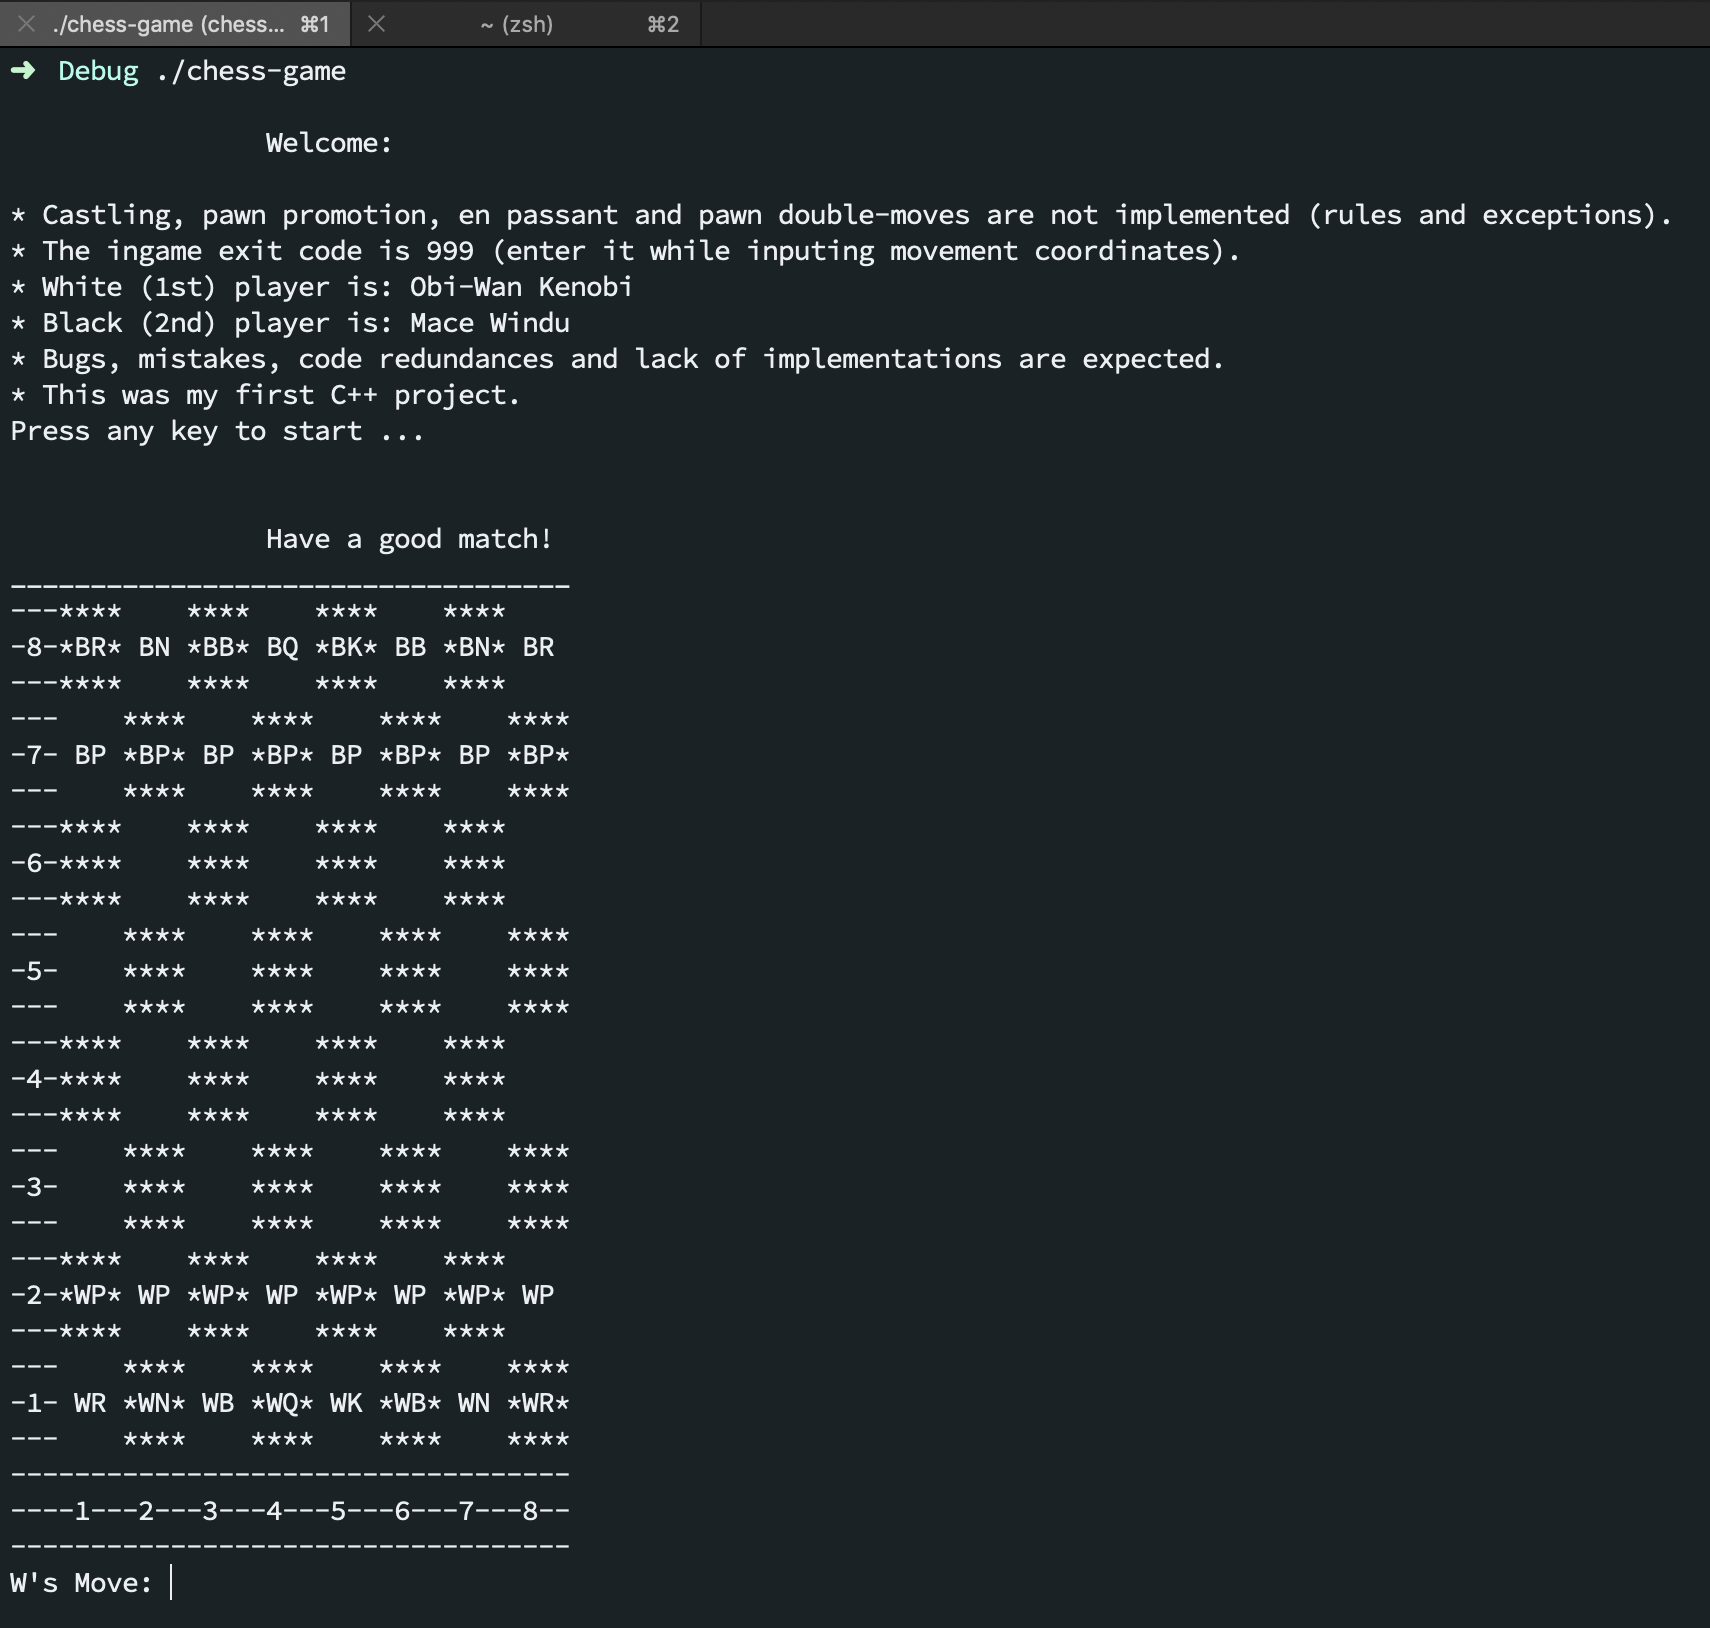 ./chess-game (chess... ⌘1 ~ (zsh) ⌘2
➜  Debug ./chess-game
                Welcome:
* Castling, pawn promotion, en passant and pawn double-moves are not implemented (rules and exceptions).
* The ingame exit code is 999 (enter it while inputing movement coordinates).
* White (1st) player is: Obi-Wan Kenobi
* Black (2nd) player is: Mace Windu
* Bugs, mistakes, code redundances and lack of implementations are expected.
* This was my first C++ project.
Press any key to start ...
                Have a good match!
___________________________________
---****    ****    ****    ****
-8-*BR* BN *BB* BQ *BK* BB *BN* BR
---****    ****    ****    ****
---    ****    ****    ****    ****
-7- BP *BP* BP *BP* BP *BP* BP *BP*
---    ****    ****    ****    ****
---****    ****    ****    ****
-6-****    ****    ****    ****
---****    ****    ****    ****
---    ****    ****    ****    ****
-5-    ****    ****    ****    ****
---    ****    ****    ****    ****
---****    ****    ****    ****
-4-****    ****    ****    ****
---****    ****    ****    ****
---    ****    ****    ****    ****
-3-    ****    ****    ****    ****
---    ****    ****    ****    ****
---****    ****    ****    ****
-2-*WP* WP *WP* WP *WP* WP *WP* WP
---****    ****    ****    ****
---    ****    ****    ****    ****
-1- WR *WN* WB *WQ* WK *WB* WN *WR*
---    ****    ****    ****    ****
-----------------------------------
----1---2---3---4---5---6---7---8--
-----------------------------------
W's Move: